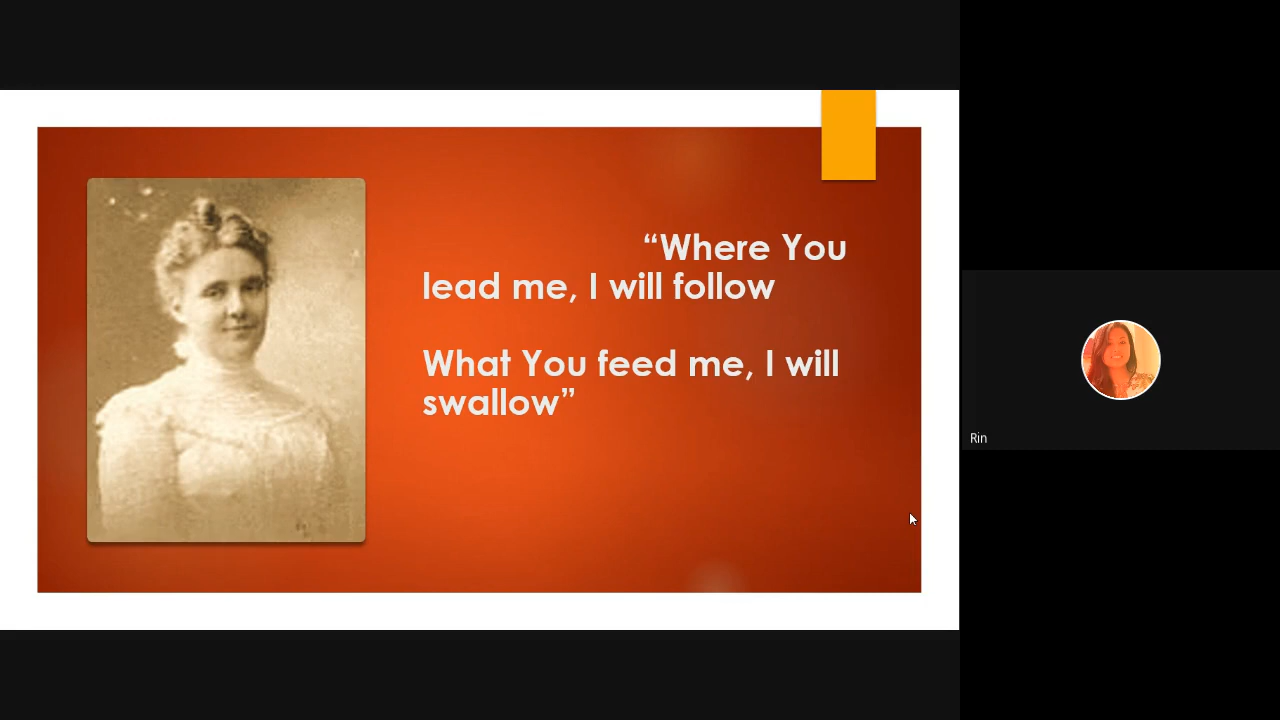 “Where You
lead me, I will follow
What You feed me, I will
swallow”
Rin